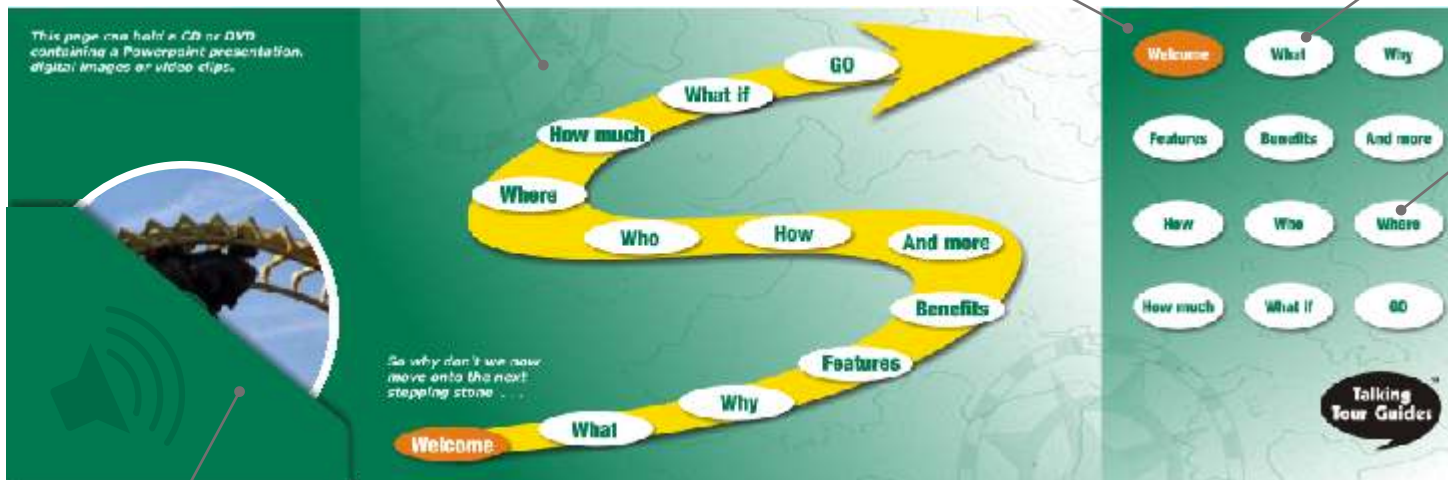 This page can hold a CD or DVD
containing a Powerpoint presentation,
digital images or video clips.
GO
What if
How much
Where
Who
How
And more
Benefits
Features
Why
What
Welcome
So why don't we now
move onto the next
stepping stone . . .
Welcome What Why
Features Benefits And more
How Who Where
How much What if GO
Talking
Tour Guides